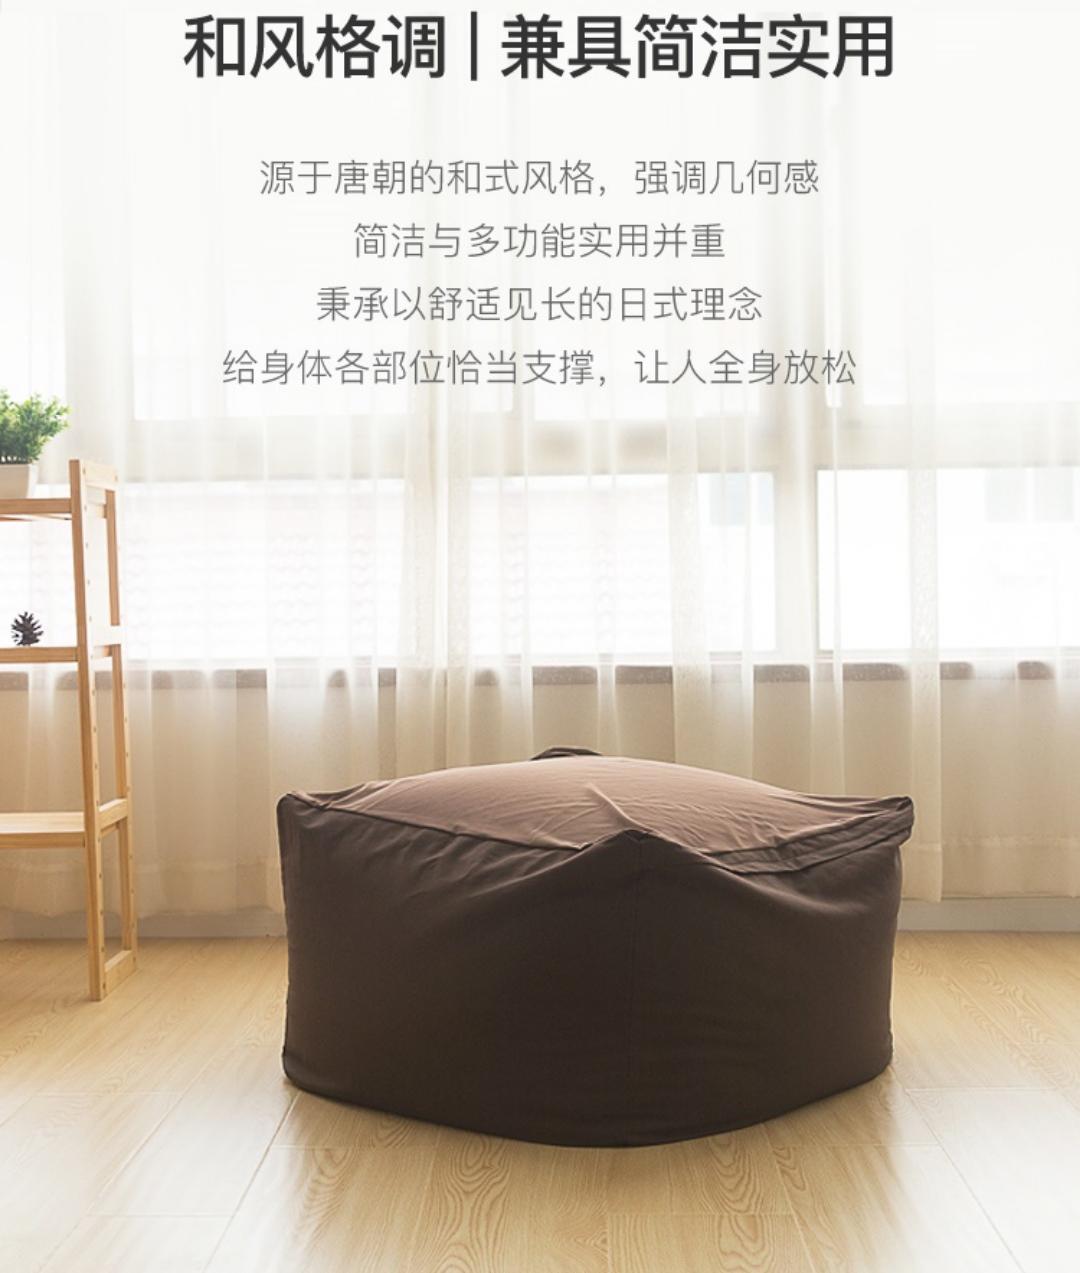 和风格调 | 兼具简洁实用
源于唐朝的和式风格，强调几何感
简洁与多功能实用并重
秉承以舒适见长的日式理念
给身体各部位恰当支撑，让人全身放松